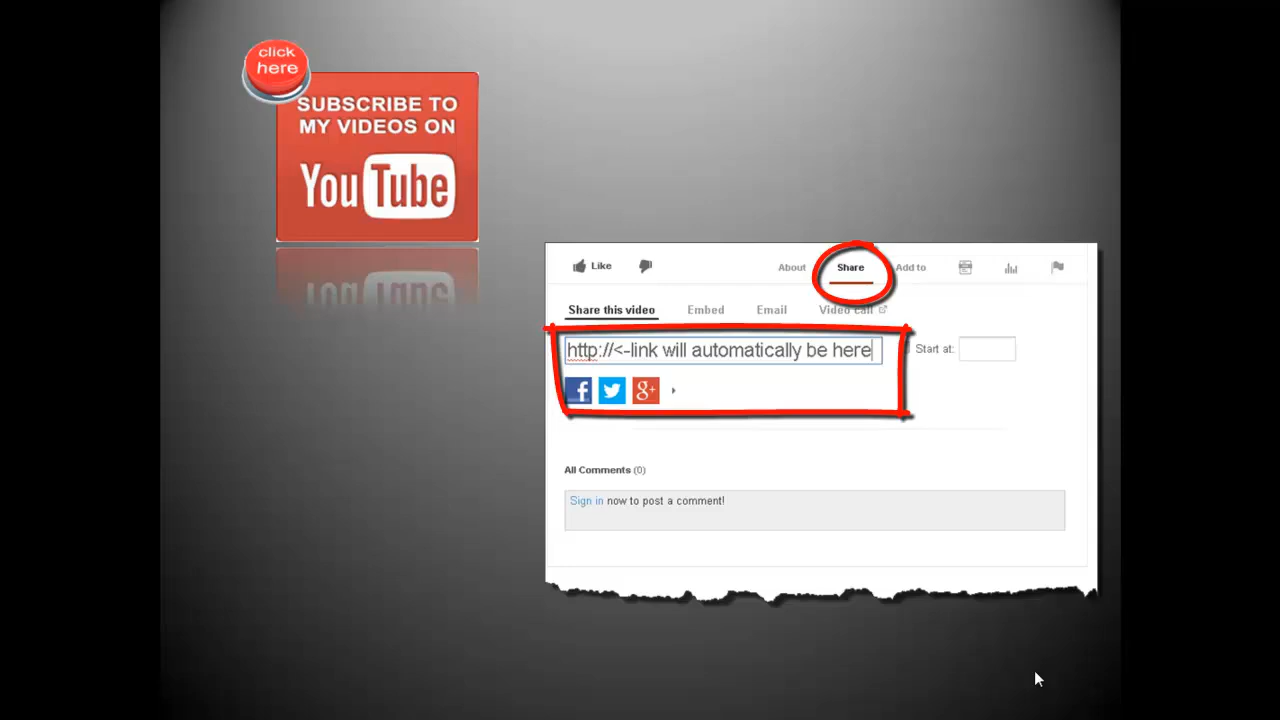 click
here
SUBSCRIBE TO
MY VIDEOS ON
YouTube
Like
About
Share
Add to
Share this video
Embed
Email
Video call
http://<-link will automatically be here
Start at:
f
g+
All Comments (0)
Sign in now to post a comment!